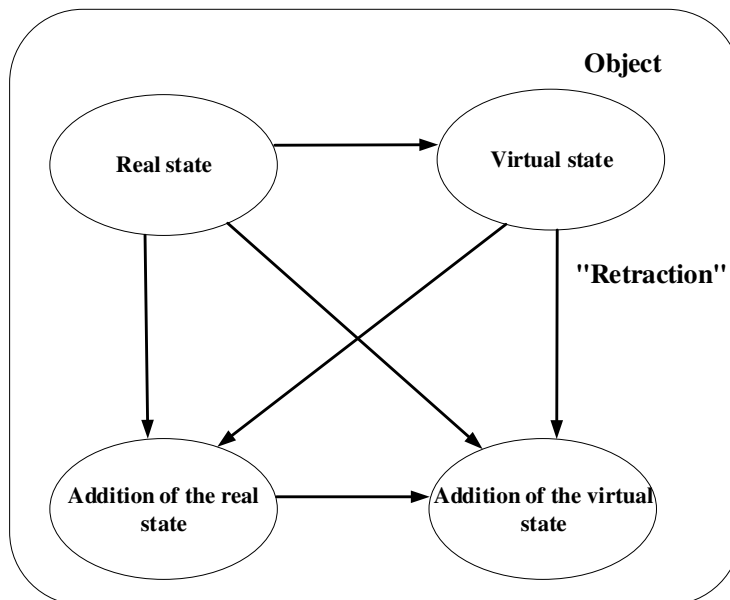 Object
Real state
Virtual state
"Retraction"
Addition of the real
state
Addition of the virtual
state